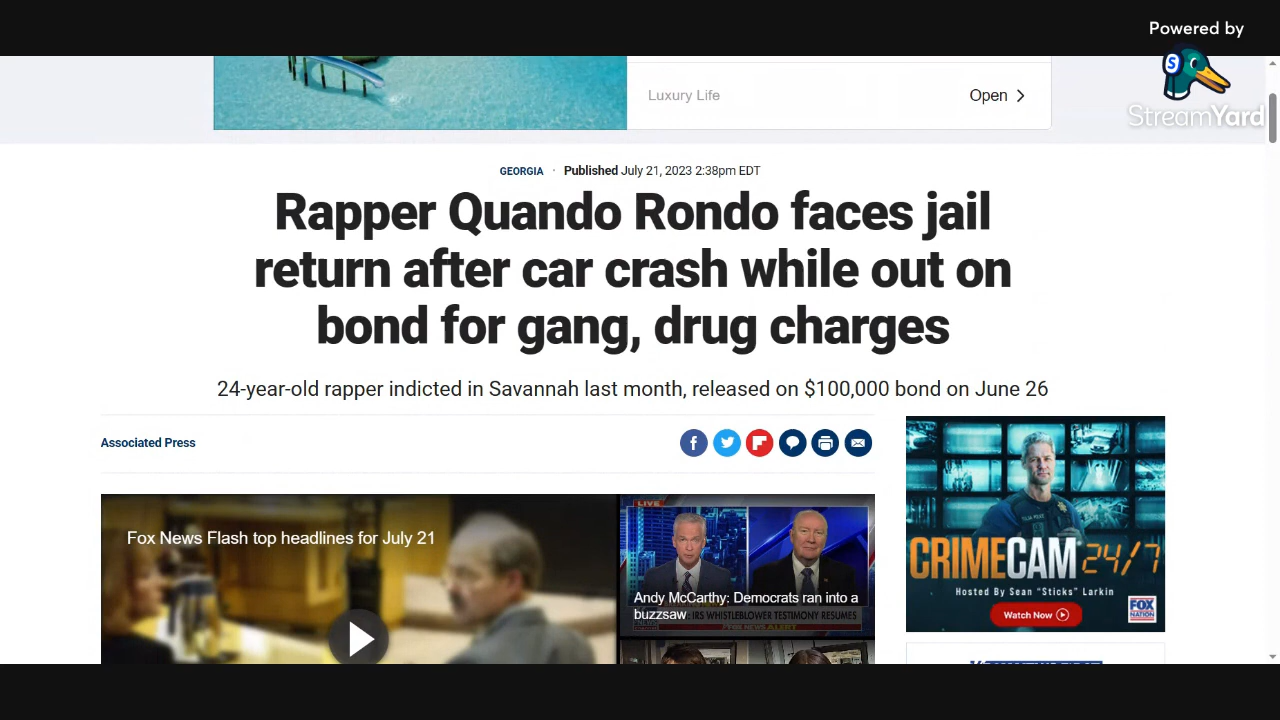 Powered by
StreamYard
Luxury Life
Open
GEORGIA · Published July 21, 2023 2:38pm EDT
Rapper Quando Rondo faces jail
return after car crash while out on
bond for gang, drug charges
24-year-old rapper indicted in Savannah last month, released on $100,000 bond on June 26
Associated Press
Fox News Flash top headlines for July 21
LIVE
Andy McCarthy: Democrats ran into a
buzzsaw
IRS WHISTLEBLOWER TESTIMONY RESUMES
FOX NEWS ALERT
CRIMECAM 24/7
Hosted By Sean "Sticks" Larkin
Watch Now
FOX
NATION